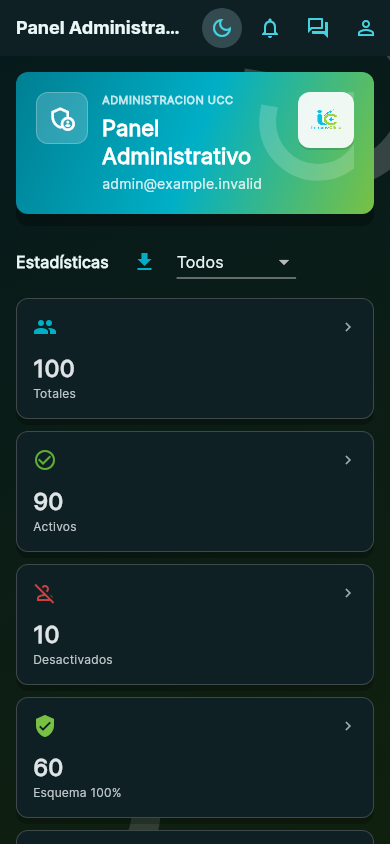 Panel Administra...
ADMINISTRACION UCC
Panel
Administrativo
admin@example.invalid
Estadísticas
Todos
100
Totales
90
Activos
10
Desactivados
60
Esquema 100%